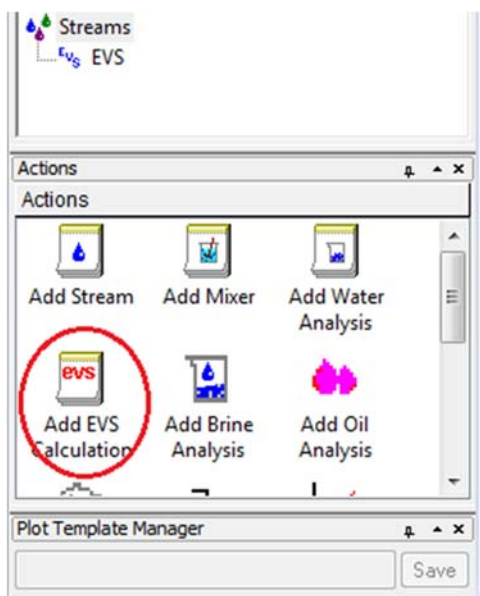 Streams
EVS EVS
Actions
Actions
Add Stream Add Mixer Add Water
Analysis
evs
Add EVS Add Brine Add Oil
Calculation Analysis Analysis
Plot Template Manager
Save